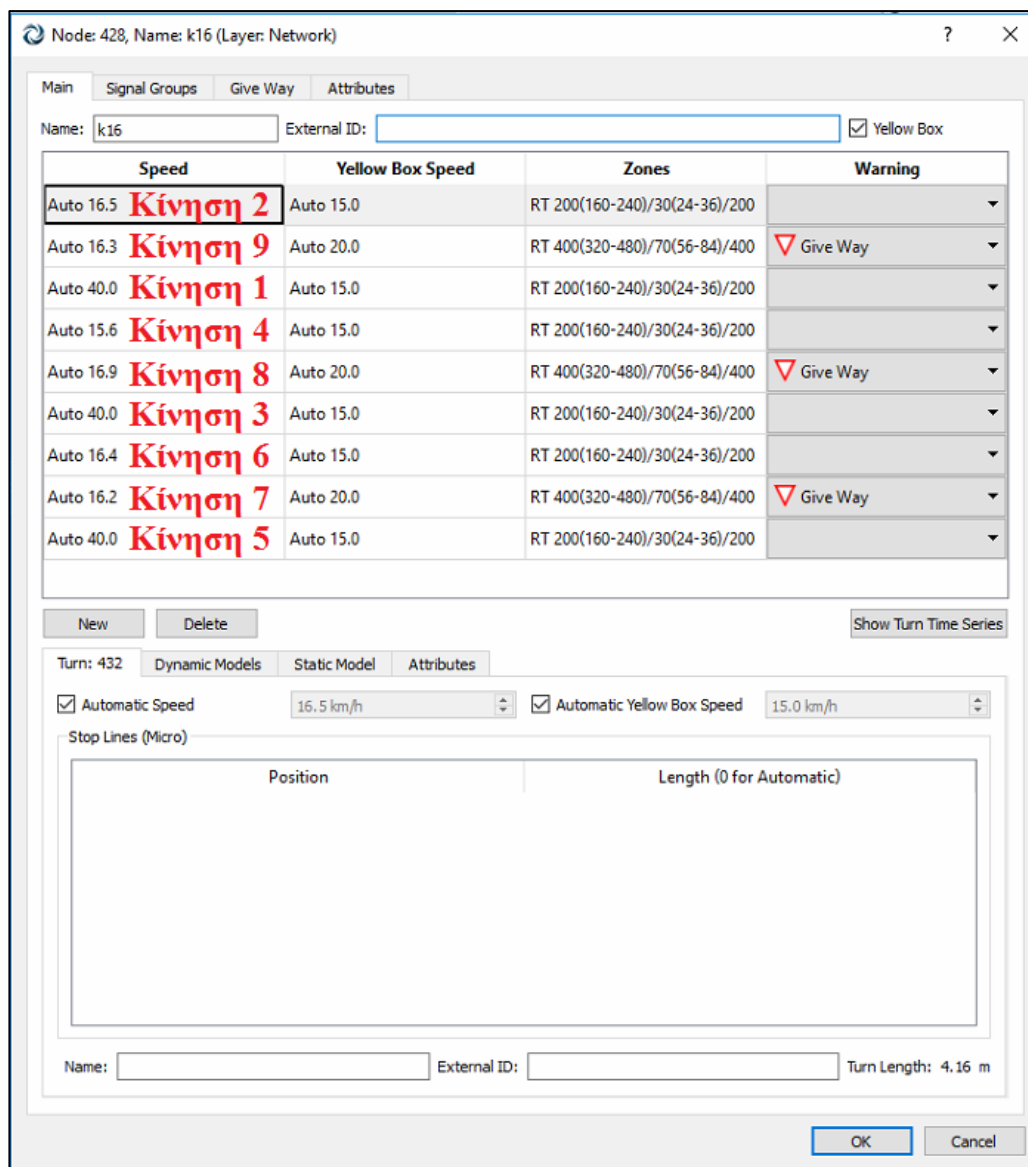 Node: 428, Name: k16 (Layer: Network) ?
Main Signal Groups Give Way Attributes
Name: k16 External ID: Yellow Box
Speed Yellow Box Speed Zones Warning
Auto 16.5 Κίνηση 2 Auto 15.0 RT 200(160-240)/30(24-36)/200
Auto 16.3 Κίνηση 9 Auto 20.0 RT 400(320-480)/70(56-84)/400 Give Way
Auto 40.0 Κίνηση 1 Auto 15.0 RT 200(160-240)/30(24-36)/200
Auto 15.6 Κίνηση 4 Auto 15.0 RT 200(160-240)/30(24-36)/200
Auto 16.9 Κίνηση 8 Auto 20.0 RT 400(320-480)/70(56-84)/400 Give Way
Auto 40.0 Κίνηση 3 Auto 15.0 RT 200(160-240)/30(24-36)/200
Auto 16.4 Κίνηση 6 Auto 15.0 RT 200(160-240)/30(24-36)/200
Auto 16.2 Κίνηση 7 Auto 20.0 RT 400(320-480)/70(56-84)/400 Give Way
Auto 40.0 Κίνηση 5 Auto 15.0 RT 200(160-240)/30(24-36)/200
New Delete Show Turn Time Series
Turn: 432 Dynamic Models Static Model Attributes
Automatic Speed 16.5 km/h Automatic Yellow Box Speed 15.0 km/h
Stop Lines (Micro)
Position Length (0 for Automatic)
Name: External ID: Turn Length: 4.16 m
OK Cancel